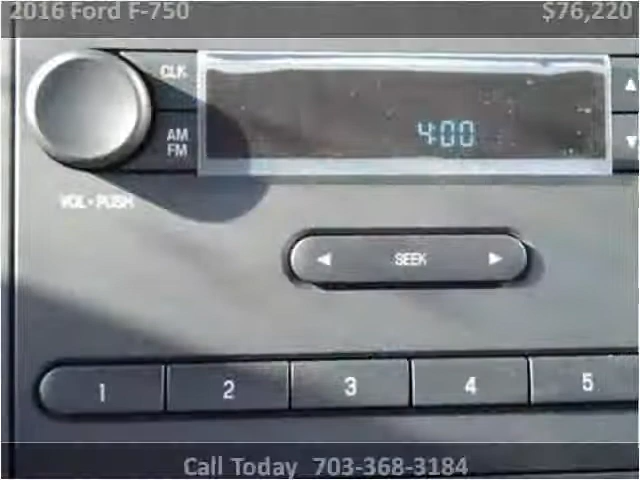 2016 Ford F-750 $76,220
CLK
AM
FM
4:00
VOL • PUSH
◄ SEEK ►
1 2 3 4 5
Call Today 703-368-3184